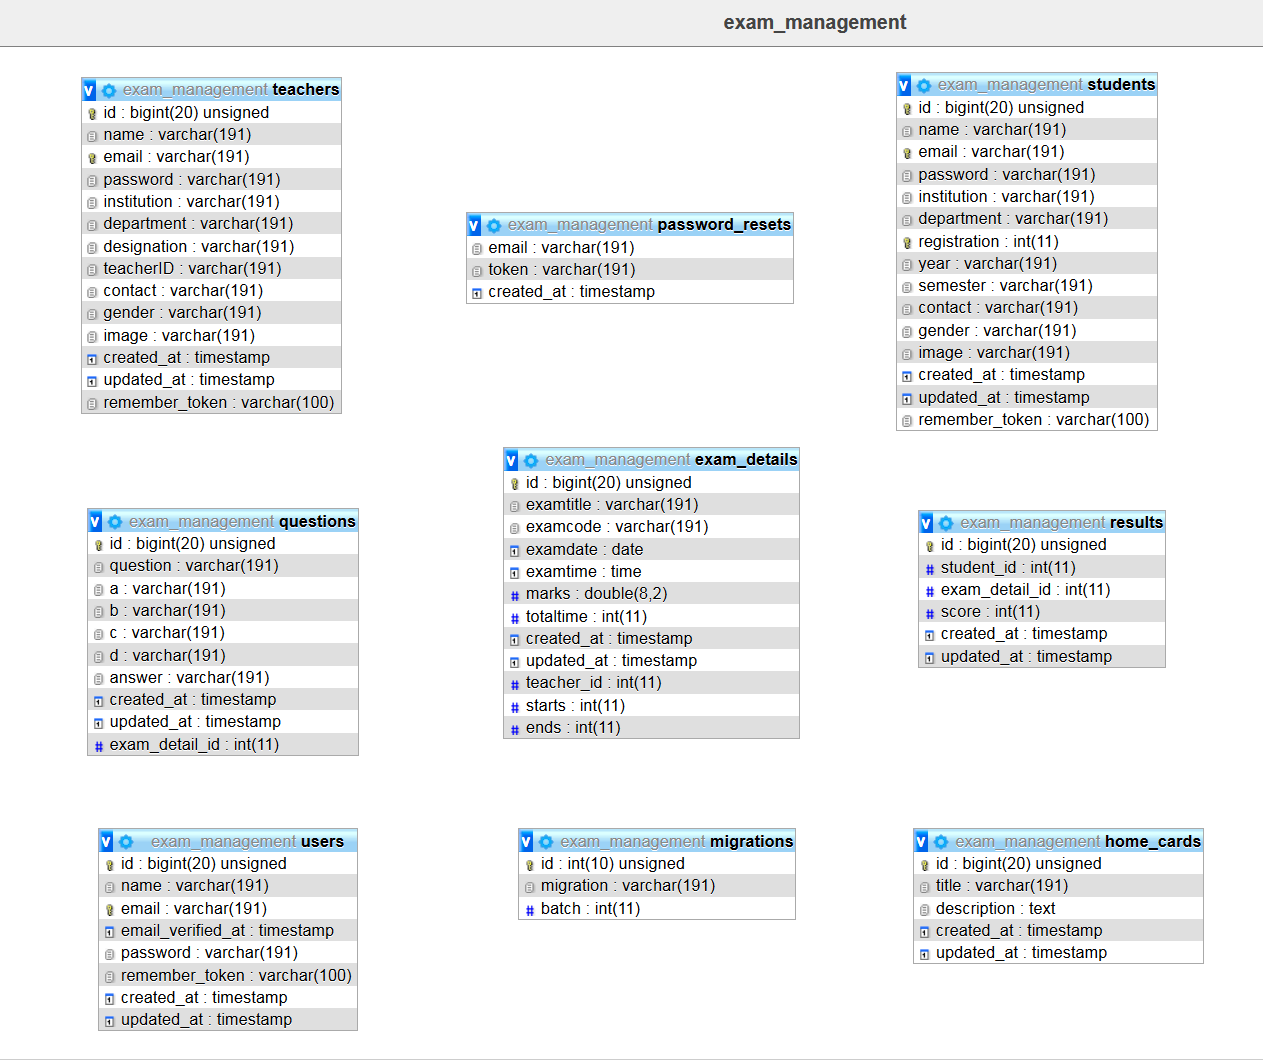 exam_management
exam_management teachers
id : bigint(20) unsigned
name : varchar(191)
email : varchar(191)
password : varchar(191)
institution : varchar(191)
department : varchar(191)
designation : varchar(191)
teacherID : varchar(191)
contact : varchar(191)
gender : varchar(191)
image : varchar(191)
created_at : timestamp
updated_at : timestamp
remember_token : varchar(100)
exam_management password_resets
email : varchar(191)
token : varchar(191)
created_at : timestamp
exam_management students
id : bigint(20) unsigned
name : varchar(191)
email : varchar(191)
password : varchar(191)
institution : varchar(191)
department : varchar(191)
registration : int(11)
year : varchar(191)
semester : varchar(191)
contact : varchar(191)
gender : varchar(191)
image : varchar(191)
created_at : timestamp
updated_at : timestamp
remember_token : varchar(100)
exam_management questions
id : bigint(20) unsigned
question : varchar(191)
a : varchar(191)
b : varchar(191)
c : varchar(191)
d : varchar(191)
answer : varchar(191)
created_at : timestamp
updated_at : timestamp
exam_detail_id : int(11)
exam_management exam_details
id : bigint(20) unsigned
examtitle : varchar(191)
examcode : varchar(191)
examdate : date
examtime : time
marks : double(8,2)
totaltime : int(11)
created_at : timestamp
updated_at : timestamp
teacher_id : int(11)
starts : int(11)
ends : int(11)
exam_management results
id : bigint(20) unsigned
student_id : int(11)
exam_detail_id : int(11)
score : int(11)
created_at : timestamp
updated_at : timestamp
exam_management users
id : bigint(20) unsigned
name : varchar(191)
email : varchar(191)
email_verified_at : timestamp
password : varchar(191)
remember_token : varchar(100)
created_at : timestamp
updated_at : timestamp
exam_management migrations
id : int(10) unsigned
migration : varchar(191)
batch : int(11)
exam_management home_cards
id : bigint(20) unsigned
title : varchar(191)
description : text
created_at : timestamp
updated_at : timestamp